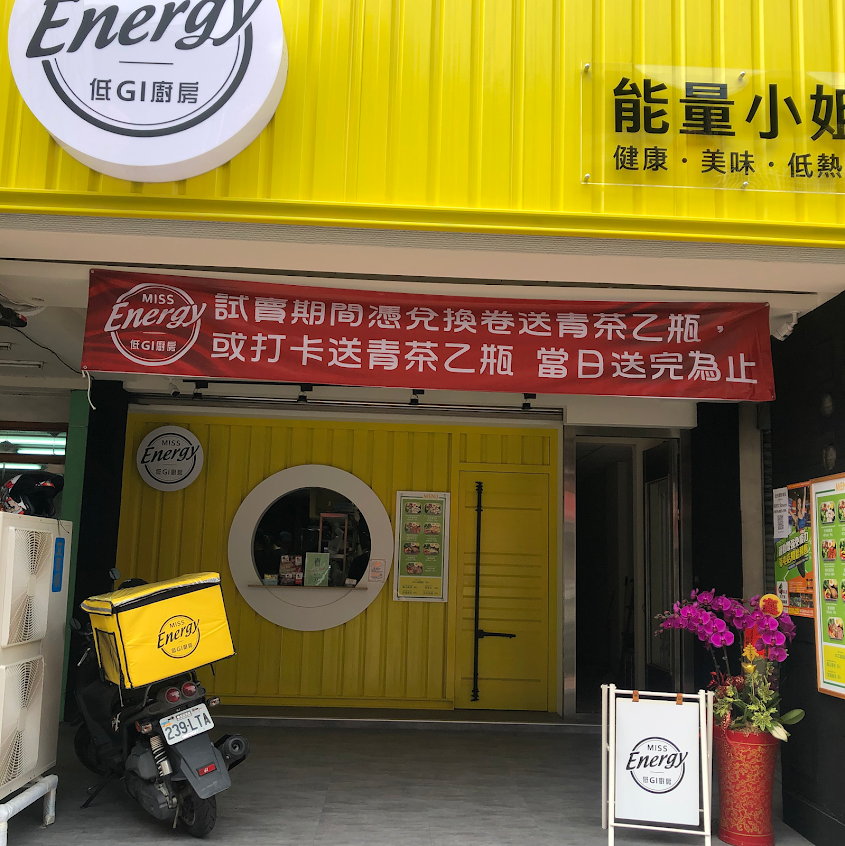 Energy
低GI廚房
能量小姐
健康·美味·低熱
MISS
Energy
低GI廚房
試賣期間憑兌換卷送青茶乙瓶，
或打卡送青茶乙瓶 當日送完為止
MISS
Energy
低GI廚房
MENU
MISS
Energy
低GI廚房
239-LTA
MISS
Energy
低GI廚房